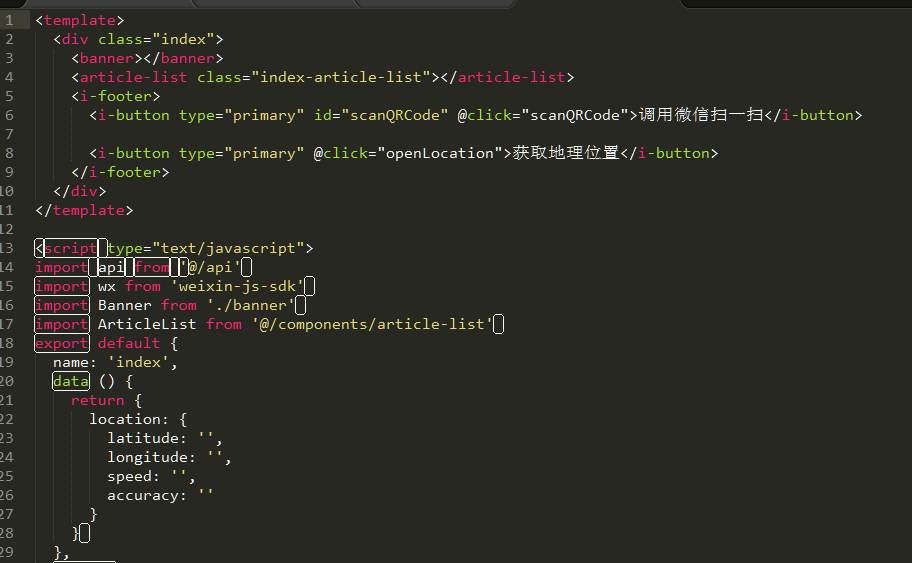 1 <template>
2   <div class="index">
3     <banner></banner>
4     <article-list class="index-article-list"></article-list>
5     <i-footer>
6       <i-button type="primary" id="scanQRCode" @click="scanQRCode">调用微信扫一扫</i-button>
7
8       <i-button type="primary" @click="openLocation">获取地理位置</i-button>
9     </i-footer>
10   </div>
11 </template>
12
13 <script type="text/javascript">
14 import api from '@/api'
15 import wx from 'weixin-js-sdk'
16 import Banner from './banner'
17 import ArticleList from '@/components/article-list'
18 export default {
19   name: 'index',
20   data () {
21     return {
22       location: {
23         latitude: '',
24         longitude: '',
25         speed: '',
26         accuracy: ''
27       }
28     }
29   },